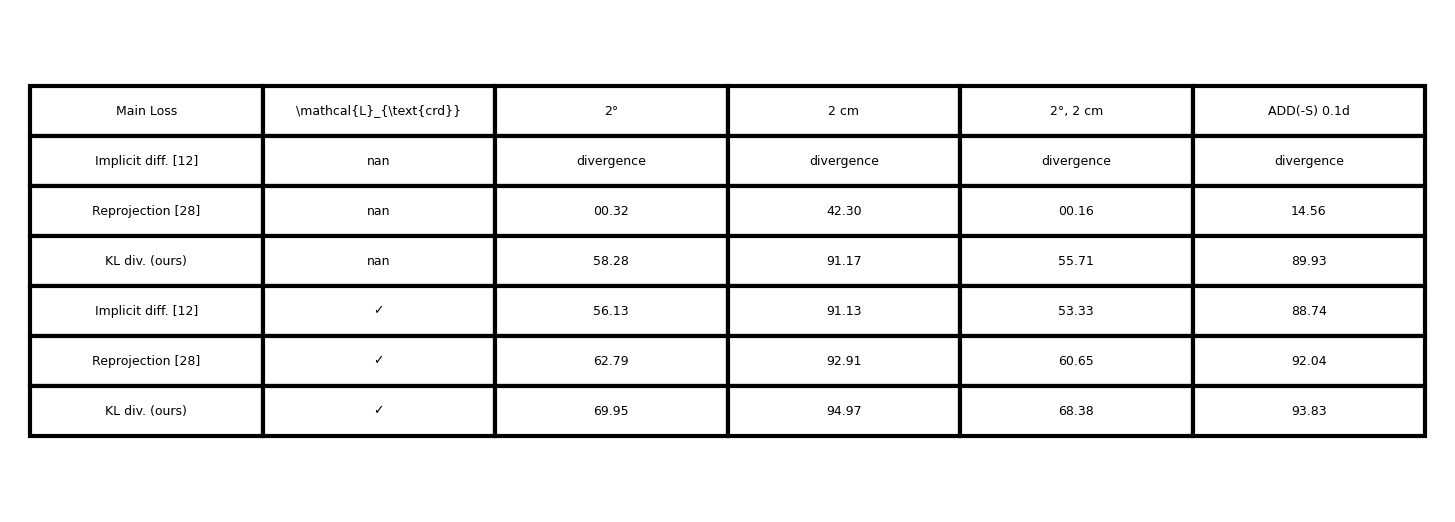 Main Loss \mathcal{L}_{\text{crd}} 2° 2 cm 2°, 2 cm ADD(-S) 0.1d
Implicit diff. [12] nan divergence divergence divergence divergence
Reprojection [28] nan 00.32 42.30 00.16 14.56
KL div. (ours) nan 58.28 91.17 55.71 89.93
Implicit diff. [12] ✓ 56.13 91.13 53.33 88.74
Reprojection [28] ✓ 62.79 92.91 60.65 92.04
KL div. (ours) ✓ 69.95 94.97 68.38 93.83